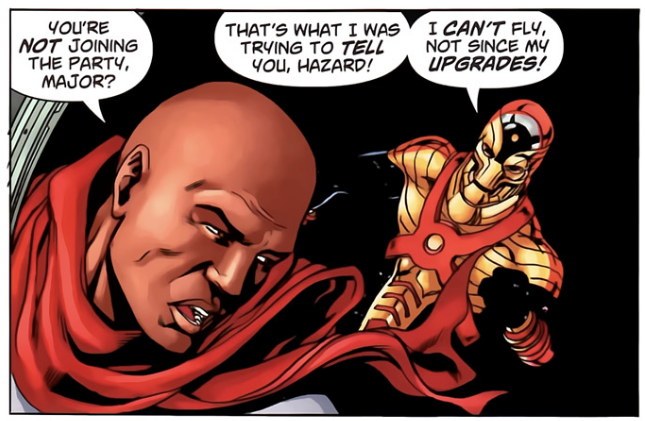 YOU'RE
NOT JOINING
THE PARTY,
MAJOR?
THAT'S WHAT I WAS
TRYING TO TELL
YOU, HAZARD!
I CAN'T FLY,
NOT SINCE MY
UPGRADES!